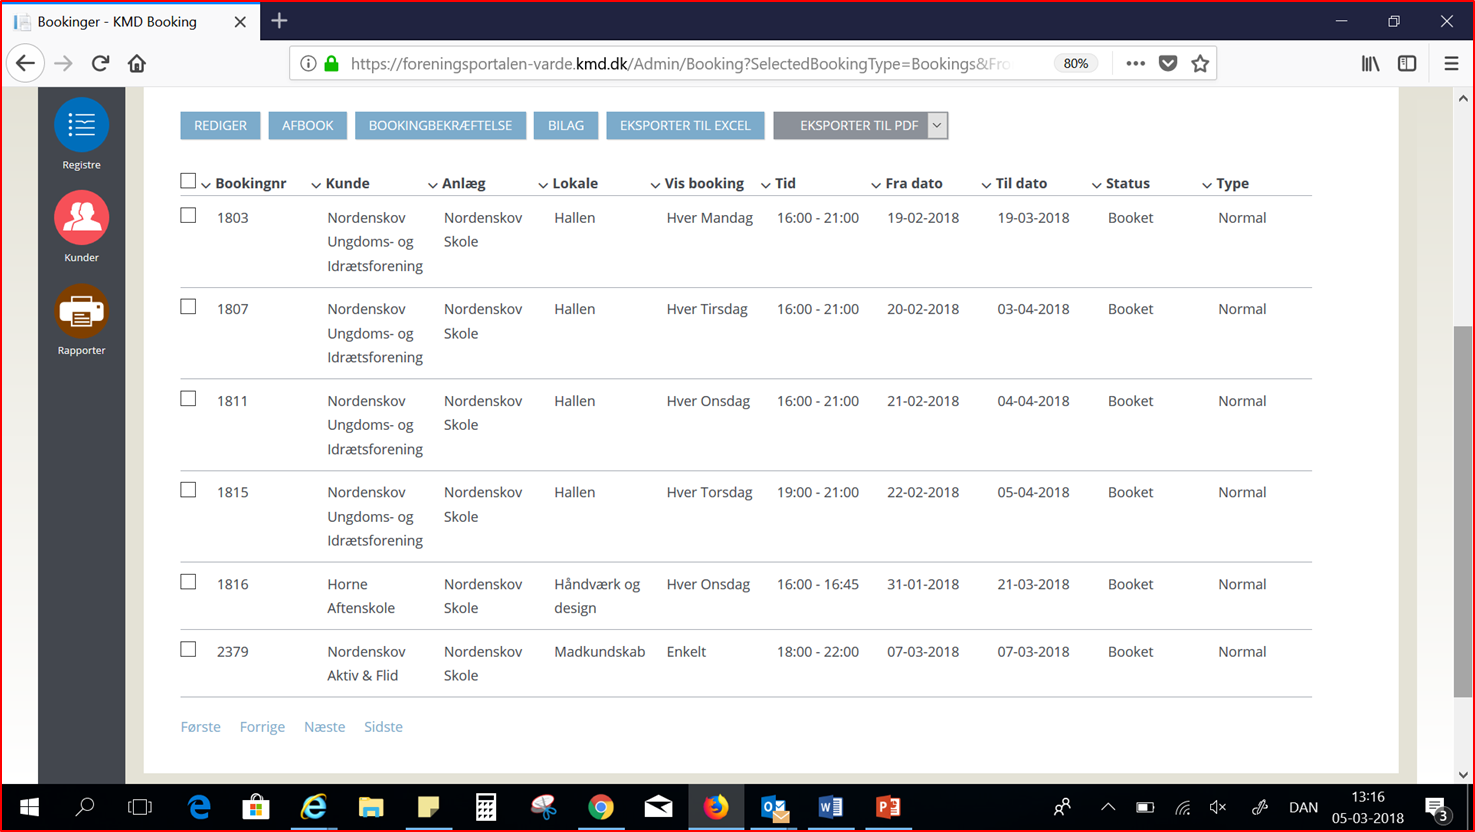 Bookinger - KMD Booking
https://foreningsportalen-varde.kmd.dk/Admin/Booking?SelectedBookingType=Bookings&Fro
80%
Registre
Kunder
Rapporter
REDIGER AFBOOK BOOKINGBEKRÆFTELSE BILAG EKSPORTER TIL EXCEL EKSPORTER TIL PDF
Bookingnr Kunde Anlæg Lokale Vis booking Tid Fra dato Til dato Status Type
1803 Nordenskov Nordenskov Hallen Hver Mandag 16:00 - 21:00 19-02-2018 19-03-2018 Booket Normal
Ungdoms- og Skole
Idrætsforening
1807 Nordenskov Nordenskov Hallen Hver Tirsdag 16:00 - 21:00 20-02-2018 03-04-2018 Booket Normal
Ungdoms- og Skole
Idrætsforening
1811 Nordenskov Nordenskov Hallen Hver Onsdag 16:00 - 21:00 21-02-2018 04-04-2018 Booket Normal
Ungdoms- og Skole
Idrætsforening
1815 Nordenskov Nordenskov Hallen Hver Torsdag 19:00 - 21:00 22-02-2018 05-04-2018 Booket Normal
Ungdoms- og Skole
Idrætsforening
1816 Horne Nordenskov Håndværk og Hver Onsdag 16:00 - 16:45 31-01-2018 21-03-2018 Booket Normal
Aftenskole Skole design
2379 Nordenskov Nordenskov Madkundskab Enkelt 18:00 - 22:00 07-03-2018 07-03-2018 Booket Normal
Aktiv & Flid Skole
Første Forrige Næste Sidste
DAN
13:16
05-03-2018
3